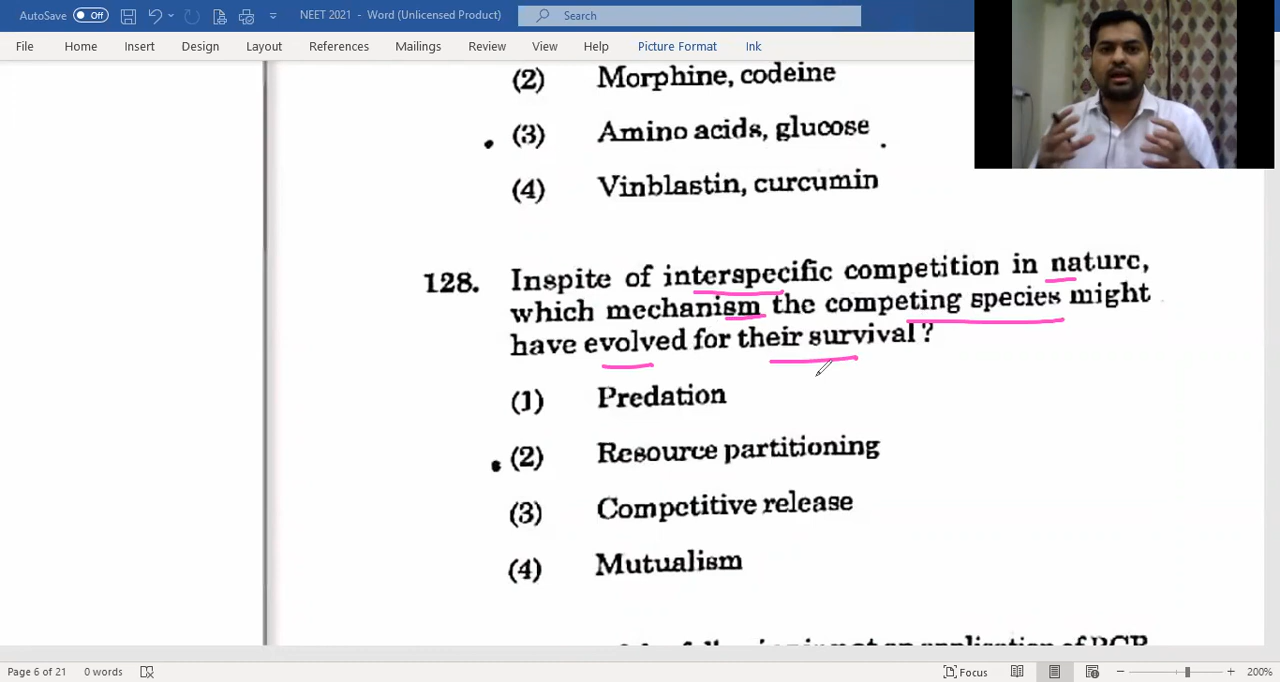 AutoSave Off NEET 2021 - Word (Unlicensed Product) Search
File Home Insert Design Layout References Mailings Review View Help Picture Format Ink
(2) Morphine, codeine
(3) Amino acids, glucose
(4) Vinblastin, curcumin
128. Inspite of interspecific competition in nature,
which mechanism the competing species might
have evolved for their survival?
(1) Predation
(2) Resource partitioning
(3) Competitive release
(4) Mutualism
Page 6 of 21 0 words Focus 200%